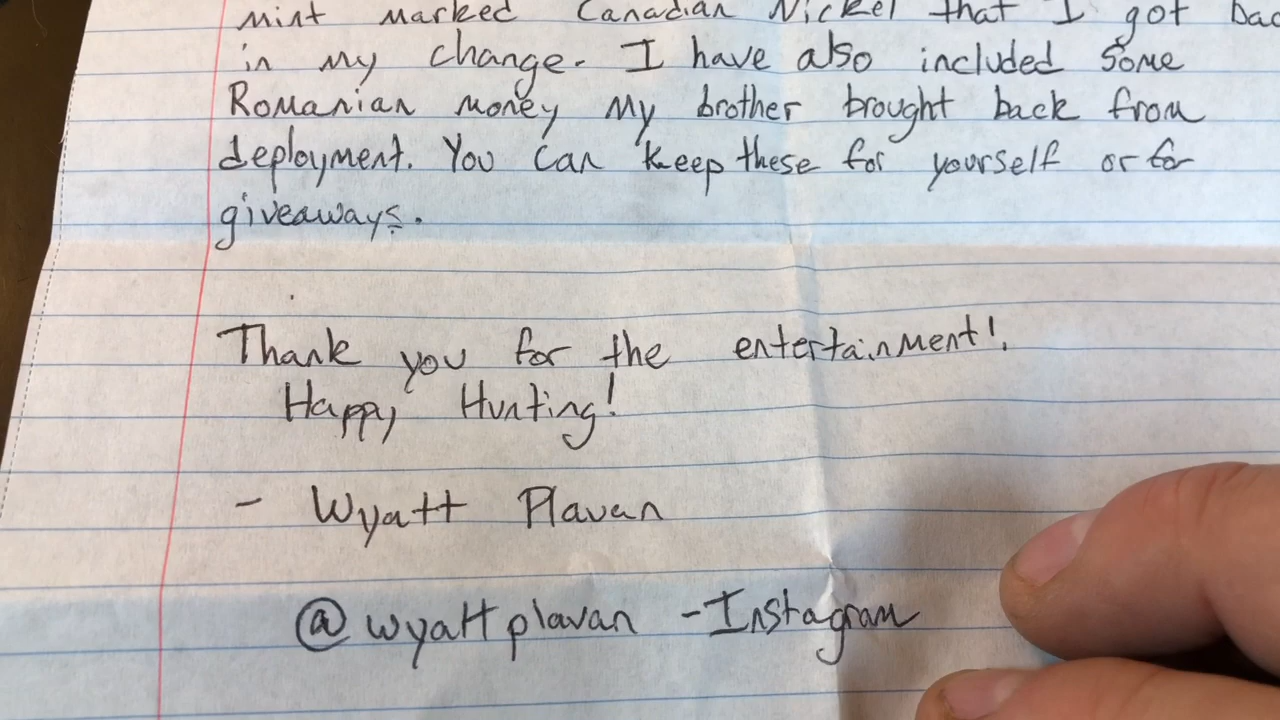 mint marked Canadian Nickel that I got bac
in my change. I have also included Some
Romanian money my brother brought back from
deployment. You can keep these for yourself or for
giveaways.
Thank you for the entertainment!
Happy Hunting!
- Wyatt Plavan
@wyattplavan - Instagram